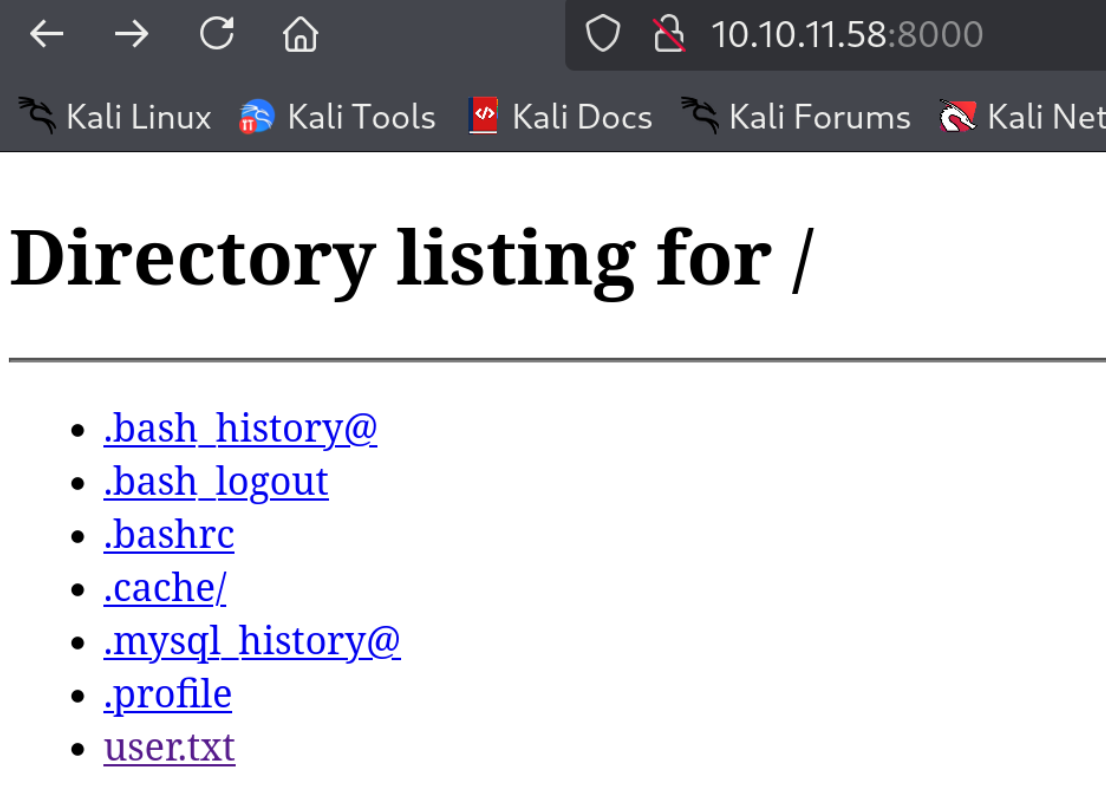 10.10.11.58:8000
Kali Linux Kali Tools Kali Docs Kali Forums Kali Net
Directory listing for /
.bash_history@
.bash_logout
.bashrc
.cache/
.mysql_history@
.profile
user.txt